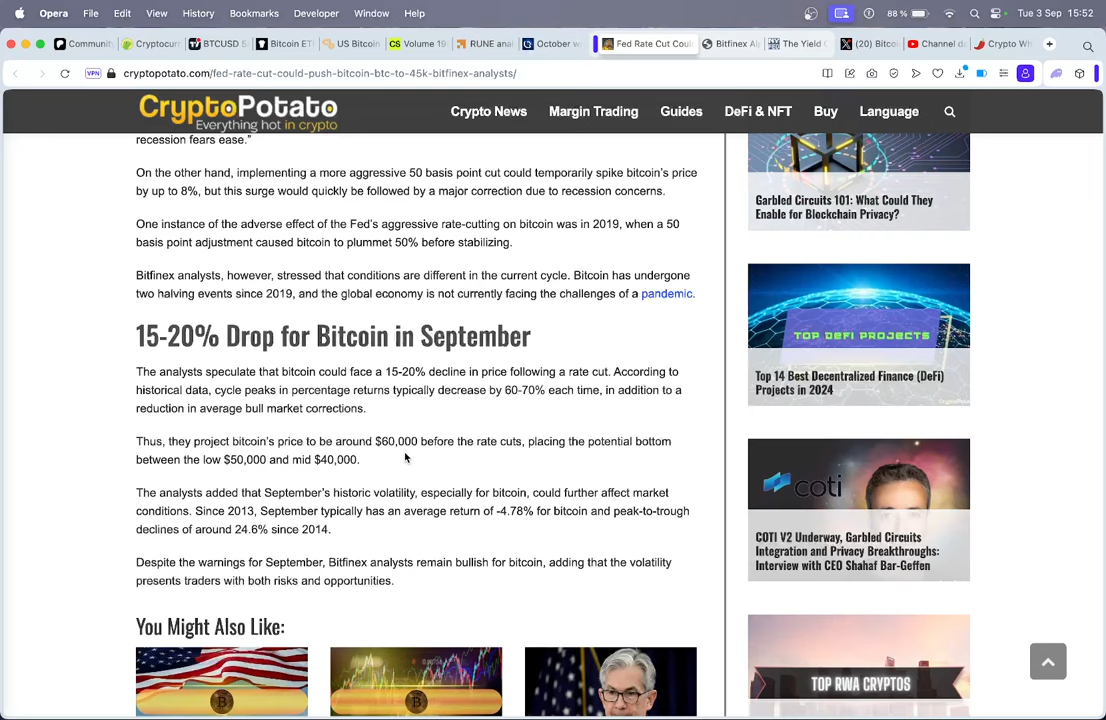 Opera File Edit View History Bookmarks Developer Window Help 88 % Tue 3 Sep 15:52
Communit Cryptocurr BTCUSD 5 Bitcoin ET US Bitcoin CS Volume 19 RUNE anal October w Fed Rate Cut Coul Bitfinex Al The Yield C (20) Bitcoi Channel da Crypto Wh
VPN cryptopotato.com/fed-rate-cut-could-push-bitcoin-btc-to-45k-bitfinex-analysts/
CRYPTOPOTATO
Everything hot in crypto
Crypto News Margin Trading Guides DeFi & NFT Buy Language
recession fears ease.”
On the other hand, implementing a more aggressive 50 basis point cut could temporarily spike bitcoin’s price
by up to 8%, but this surge would quickly be followed by a major correction due to recession concerns.
One instance of the adverse effect of the Fed’s aggressive rate-cutting on bitcoin was in 2019, when a 50
basis point adjustment caused bitcoin to plummet 50% before stabilizing.
Bitfinex analysts, however, stressed that conditions are different in the current cycle. Bitcoin has undergone
two halving events since 2019, and the global economy is not currently facing the challenges of a pandemic.
15-20% Drop for Bitcoin in September
The analysts speculate that bitcoin could face a 15-20% decline in price following a rate cut. According to
historical data, cycle peaks in percentage returns typically decrease by 60-70% each time, in addition to a
reduction in average bull market corrections.
Thus, they project bitcoin’s price to be around $60,000 before the rate cuts, placing the potential bottom
between the low $50,000 and mid $40,000.
The analysts added that September’s historic volatility, especially for bitcoin, could further affect market
conditions. Since 2013, September typically has an average return of -4.78% for bitcoin and peak-to-trough
declines of around 24.6% since 2014.
Despite the warnings for September, Bitfinex analysts remain bullish for bitcoin, adding that the volatility
presents traders with both risks and opportunities.
You Might Also Like:
Garbled Circuits 101: What Could They
Enable for Blockchain Privacy?
TOP DEFI PROJECTS
Top 14 Best Decentralized Finance (DeFi)
Projects in 2024
coti
COTI V2 Underway, Garbled Circuits
Integration and Privacy Breakthroughs:
Interview with CEO Shahaf Bar-Geffen
TOP RWA CRYPTOS